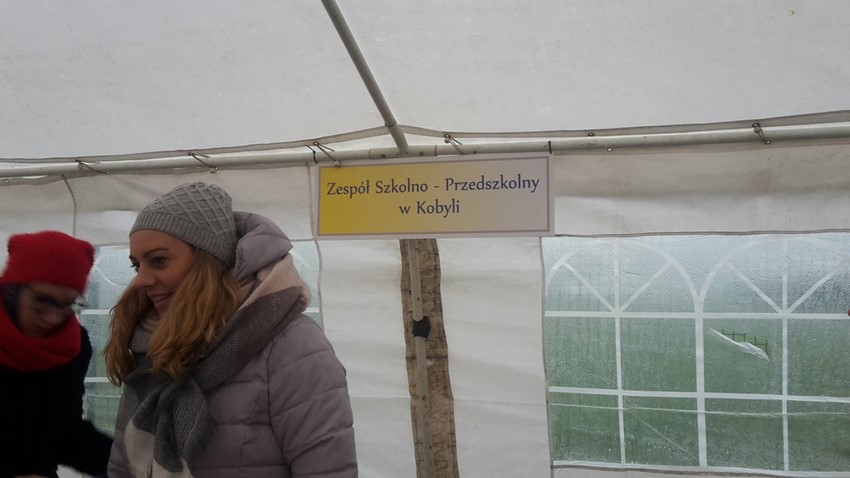 Zespół Szkolno - Przedszkolny
w Kobyli